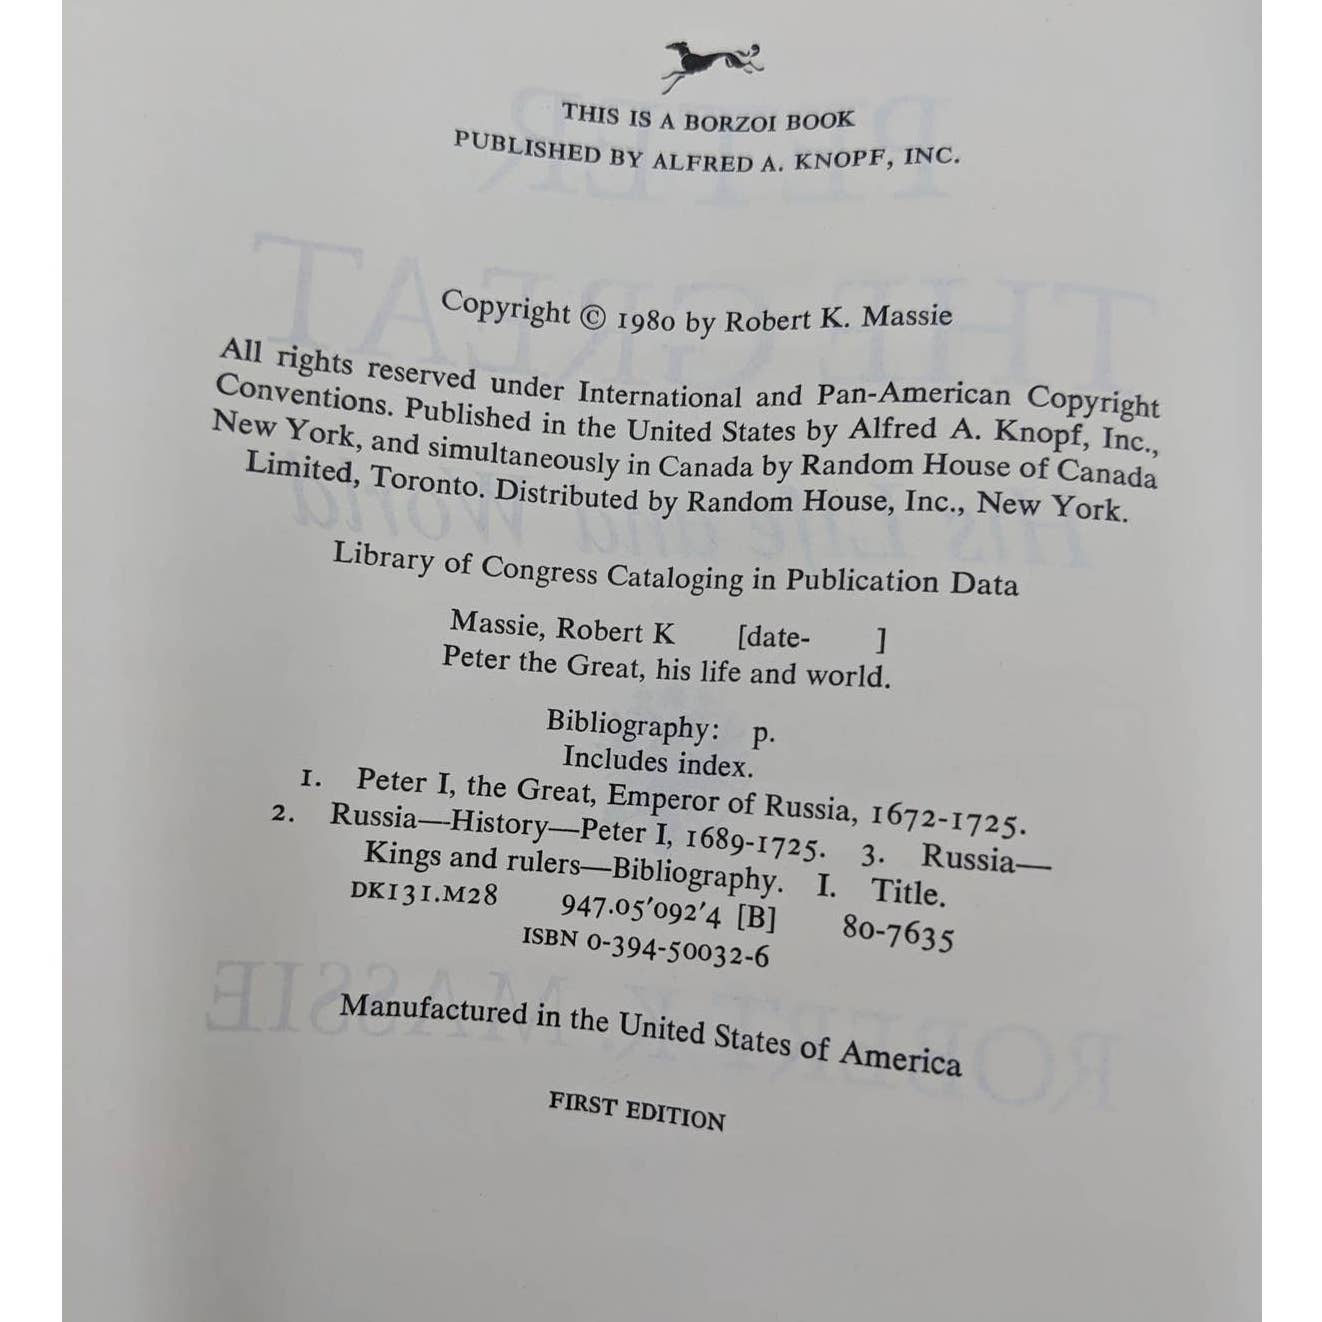 THIS IS A BORZOI BOOK
PUBLISHED BY ALFRED A. KNOPF, INC.
Copyright © 1980 by Robert K. Massie
All rights reserved under International and Pan-American Copyright
Conventions. Published in the United States by Alfred A. Knopf, Inc.,
New York, and simultaneously in Canada by Random House of Canada
Limited, Toronto. Distributed by Random House, Inc., New York.
Library of Congress Cataloging in Publication Data
Massie, Robert K [date- ]
Peter the Great, his life and world.
Bibliography: p.
Includes index.
1. Peter I, the Great, Emperor of Russia, 1672-1725.
2. Russia—History—Peter I, 1689-1725. 3. Russia—
Kings and rulers—Bibliography. I. Title.
DK131.M28 947.05'092'4 [B] 80-7635
ISBN 0-394-50032-6
Manufactured in the United States of America
FIRST EDITION